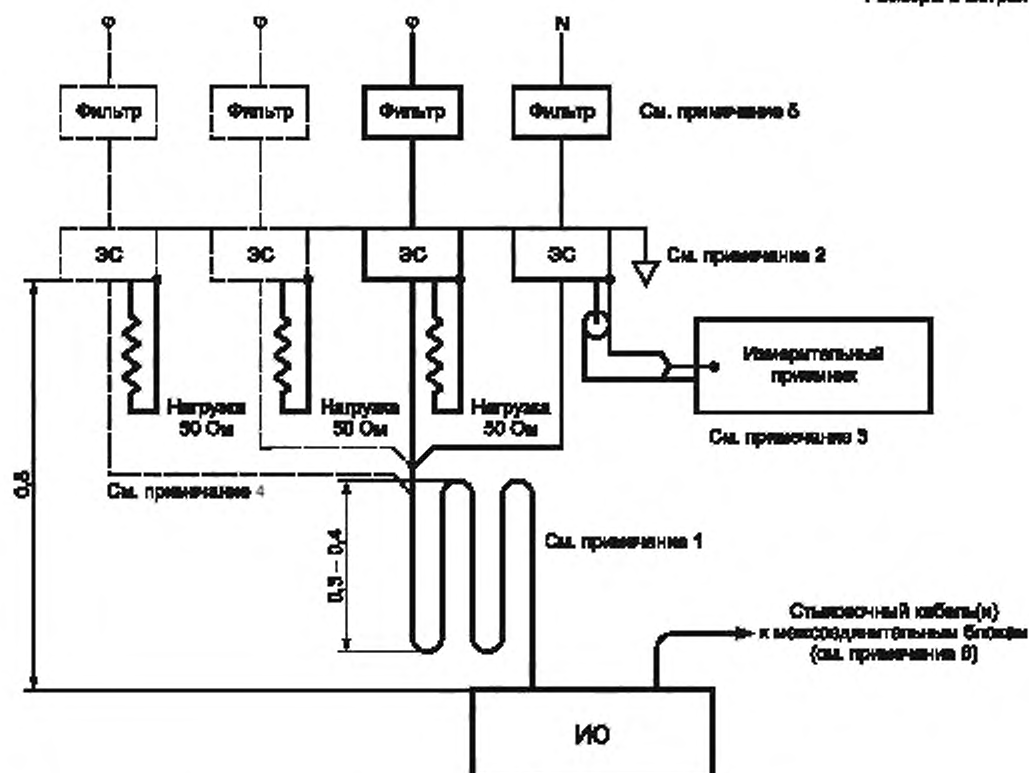 Размеры в метрах
φ φ φ N
Фильтр Фильтр Фильтр Фильтр См. примечание 5
ЭС ЭС ЭС ЭС См. примечание 2
Измерительный
приемник
Нагрузка
50 Ом
Нагрузка
50 Ом
Нагрузка
50 Ом
См. примечание 3
0,8
См. примечание 4
0,3 – 0,4
См. примечание 1
Стыковочный кабель(и)
к межсоединительным блокам
(см. примечание 6)
ИО